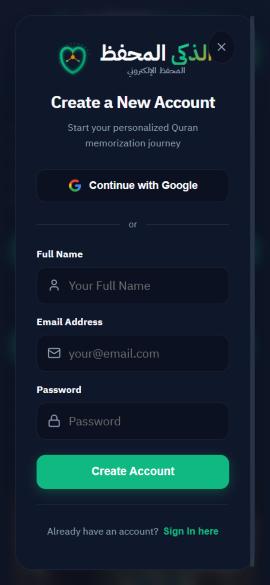 الذكي المحفظ
المحفظ الإلكتروني
Create a New Account
Start your personalized Quran
memorization journey
Continue with Google
or
Full Name
Your Full Name
Email Address
your@email.com
Password
Password
Create Account
Already have an account? Sign In here